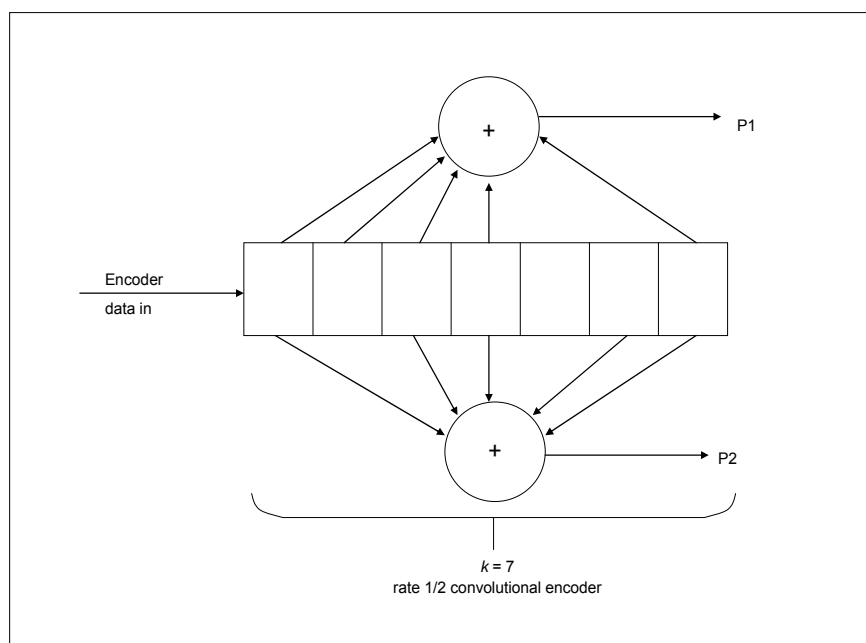 +
P1
Encoder
data in
+
P2
k = 7
rate 1/2 convolutional encoder